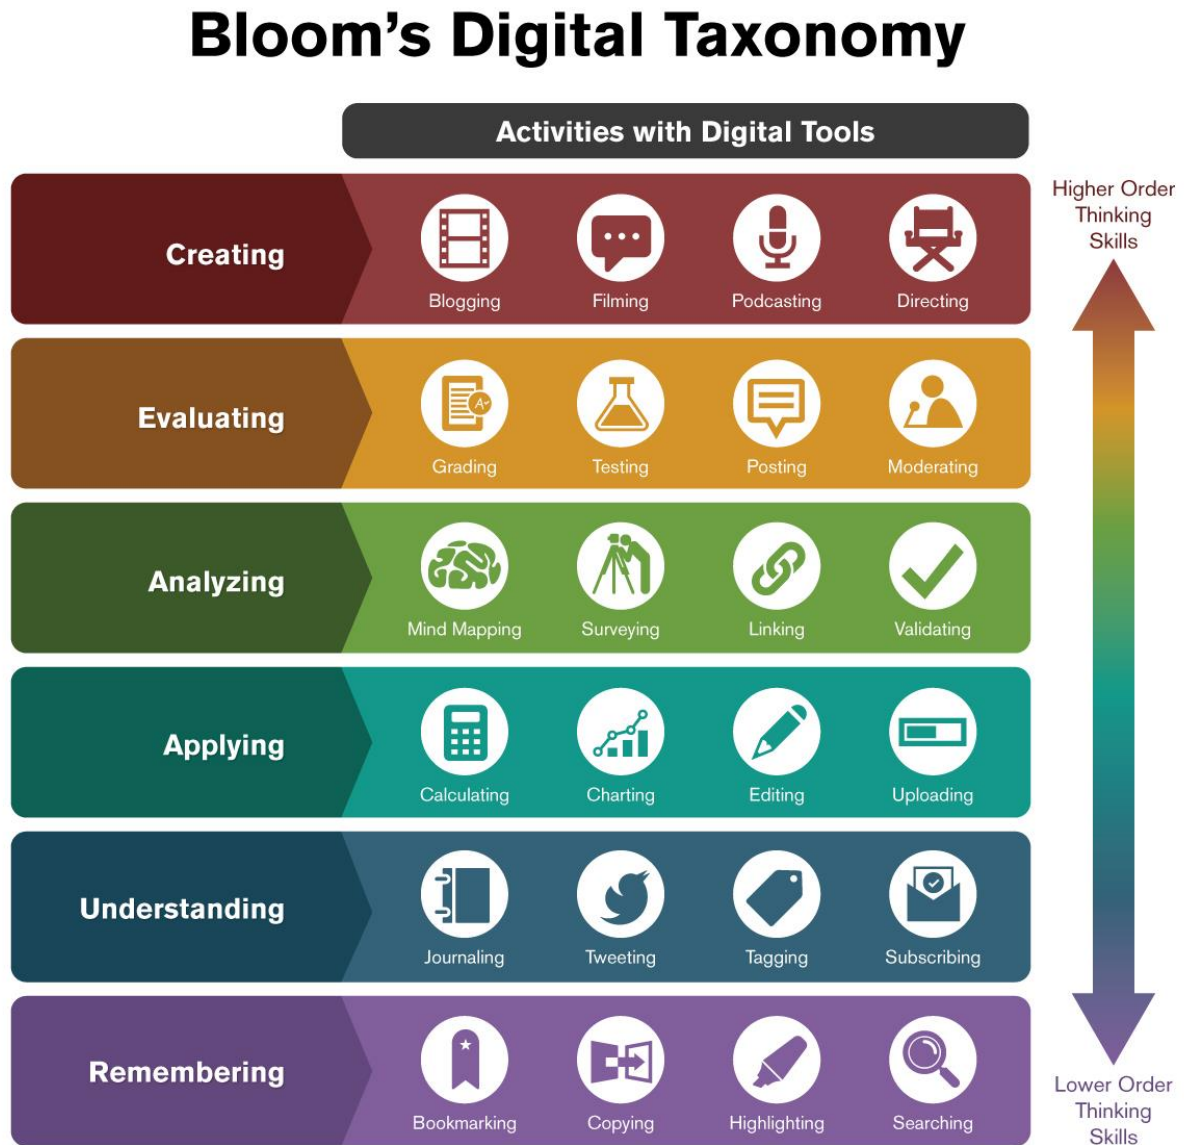 Bloom's Digital Taxonomy
Activities with Digital Tools
Higher Order
Thinking
Skills
Creating
Blogging
Filming
Podcasting
Directing
Evaluating
A-
Grading
Testing
Posting
Moderating
Analyzing
Mind Mapping
Surveying
Linking
Validating
Applying
Calculating
Charting
Editing
Uploading
Understanding
Journaling
Tweeting
Tagging
Subscribing
Remembering
Bookmarking
Copying
Highlighting
Searching
Lower Order
Thinking
Skills